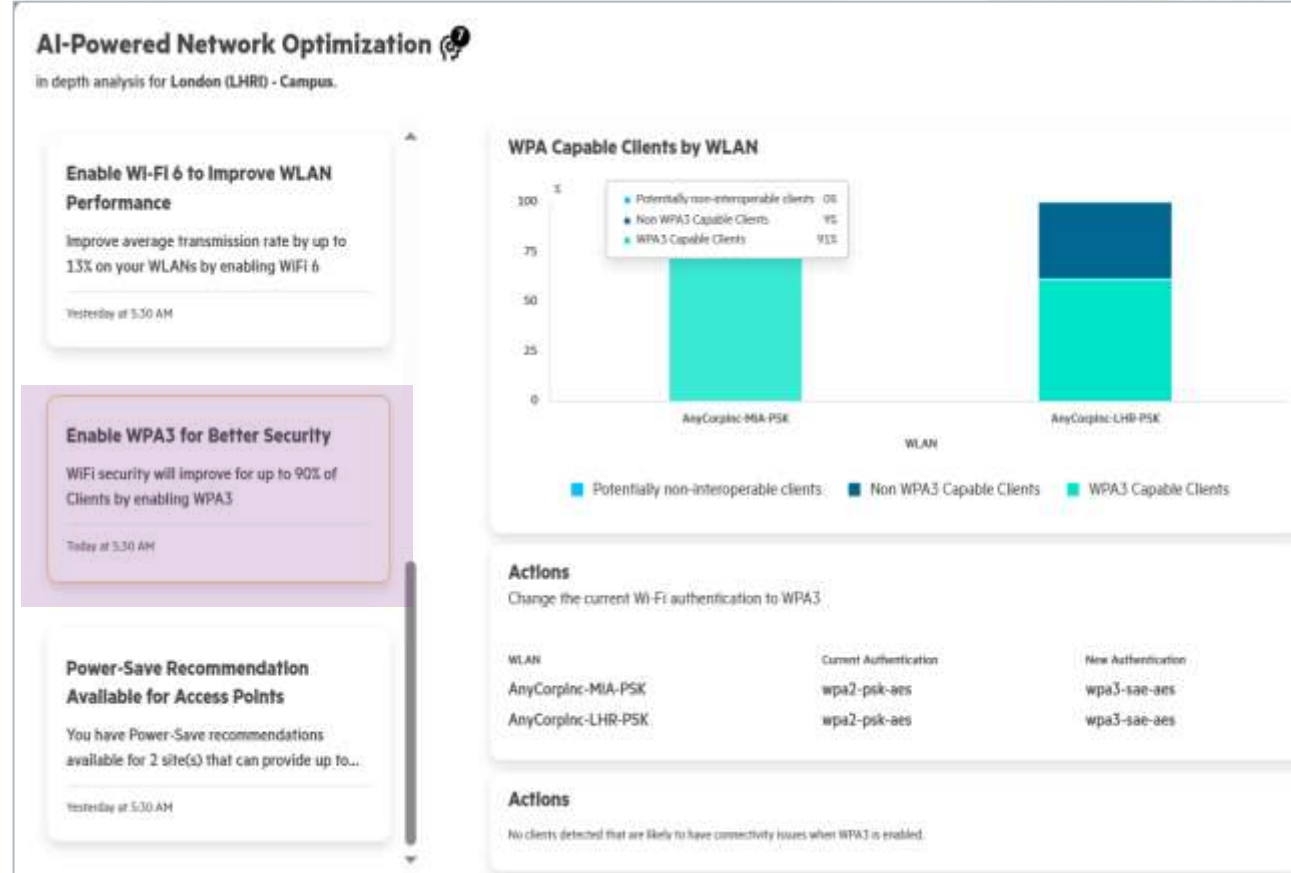 AI-Powered Network Optimization
7
in depth analysis for London (LHRI) - Campus.
Enable Wi-Fi 6 to Improve WLAN
Performance
Improve average transmission rate by up to
13% on your WLANs by enabling WiFi 6
Yesterday at 5:30 AM
Enable WPA3 for Better Security
WiFi security will improve for up to 90% of
Clients by enabling WPA3
Today at 5:30 AM
Power-Save Recommendation
Available for Access Points
You have Power-Save recommendations
available for 2 site(s) that can provide up to...
Yesterday at 5:30 AM
WPA Capable Clients by WLAN
%
100
75
50
25
0
Potentially non-interoperable clients 0%
Non WPA3 Capable Clients 9%
WPA3 Capable Clients 91%
AnyCorpInc-MIA-PSK
AnyCorpInc-LHR-PSK
WLAN
Potentially non-interoperable clients
Non WPA3 Capable Clients
WPA3 Capable Clients
Actions
Change the current Wi-Fi authentication to WPA3
WLAN Current Authentication New Authentication
AnyCorpInc-MIA-PSK wpa2-psk-aes wpa3-sae-aes
AnyCorpInc-LHR-PSK wpa2-psk-aes wpa3-sae-aes
Actions
No clients detected that are likely to have connectivity issues when WPA3 is enabled.